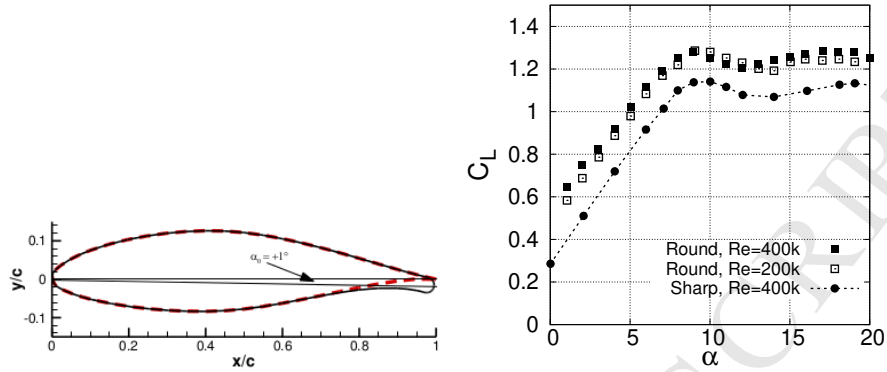 y/c
0.1
0
-0.1
α₀ = +1°
0 0.2 0.4 0.6 0.8 1
x/c
C_L
1.4
1.2
1
0.8
0.6
0.4
0.2
0
Round, Re=400k
Round, Re=200k
Sharp, Re=400k
0 5 10 15 20
α
SCRIP